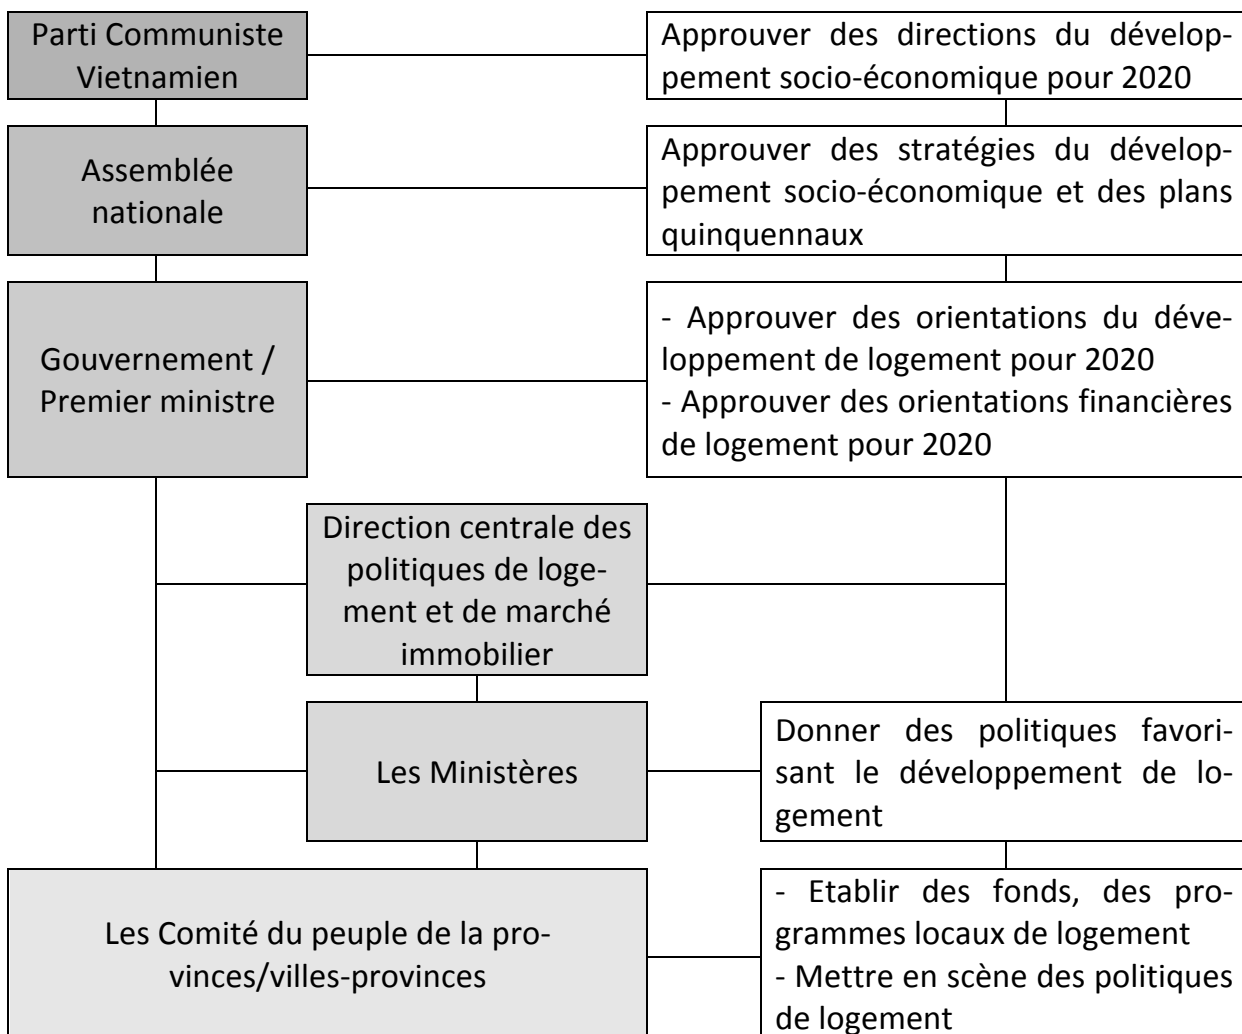 Parti Communiste
Vietnamien
Approuver des directions du dévelop-
pement socio-économique pour 2020
Assemblée
nationale
Approuver des stratégies du dévelop-
pement socio-économique et des plans
quinquennaux
Gouvernement /
Premier ministre
- Approuver des orientations du déve-
loppement de logement pour 2020
- Approuver des orientations financières
de logement pour 2020
Direction centrale des
politiques de loge-
ment et de marché
immobilier
Les Ministères
Donner des politiques favori-
sant le développement de lo-
gement
Les Comité du peuple de la pro-
vinces/villes-provinces
- Etablir des fonds, des pro-
grammes locaux de logement
- Mettre en scène des politiques
de logement